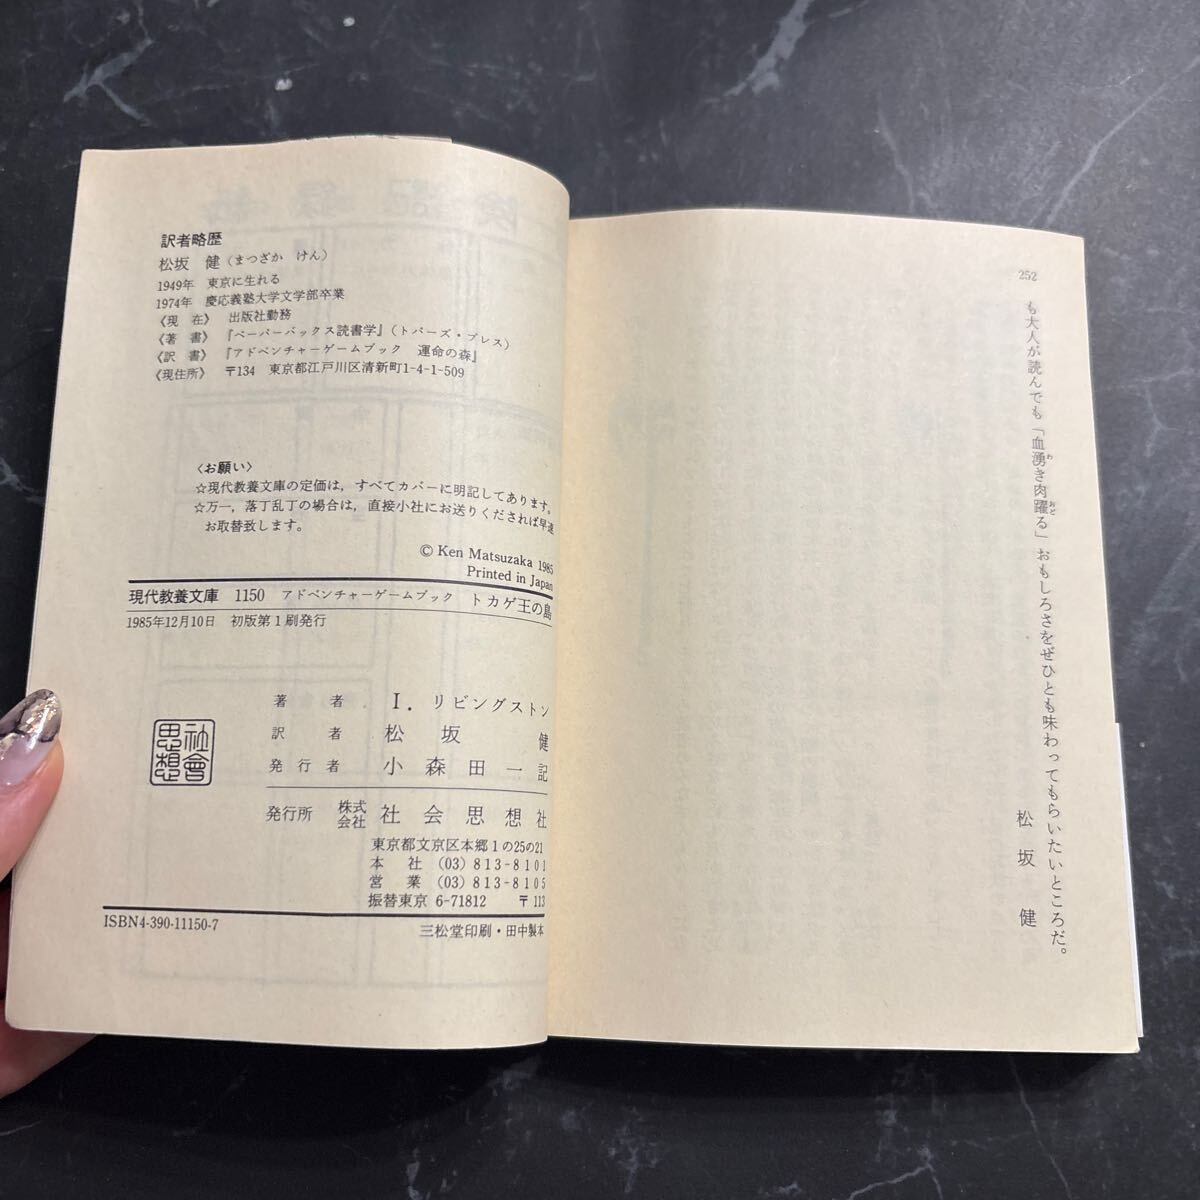 252
も大人が読んでも「血湧き肉躍る」おもしろさをぜひとも味わってもらいたいところだ。
松坂 健
訳者略歴
松坂 健(まつざか けん)
1949年 東京に生れる
1974年 慶応義塾大学文学部卒業
〈現 在〉 出版社勤務
〈著 書〉『ペーパーバックス読書学』(トパーズ・プレス)
〈訳 書〉『アドベンチャーゲームブック 運命の森』
〈現住所〉 〒134 東京都江戸川区清新町1-4-1-509
〈お願い〉
☆現代教養文庫の定価は,すべてカバーに明記してあります。
☆万一,落丁乱丁の場合は,直接小社にお送りくだされば早速
お取替致します。
© Ken Matsuzaka 1985
Printed in Japan
現代教養文庫 1150 アドベンチャーゲームブック トカゲ王の島
1985年12月10日 初版第1刷発行
著者 I.リビングストン
訳者 松坂 健
発行者 小森田一記
発行所 株式会社 社会思想社
東京都文京区本郷1の25の21
本 社 (03)813-8101
営 業 (03)813-8105
振替東京 6-71812 〒113
社會思想
ISBN4-390-11150-7
三松堂印刷・田中製本